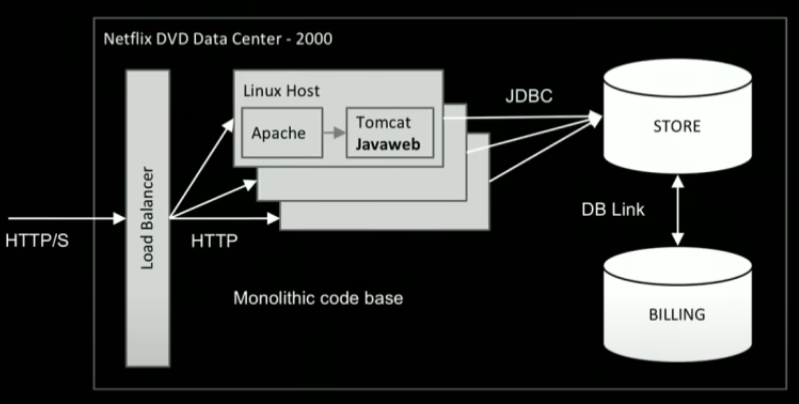 Netflix DVD Data Center - 2000
Linux Host
Apache
Tomcat
Javaweb
JDBC
STORE
Load Balancer
HTTP/S
HTTP
DB Link
Monolithic code base
BILLING